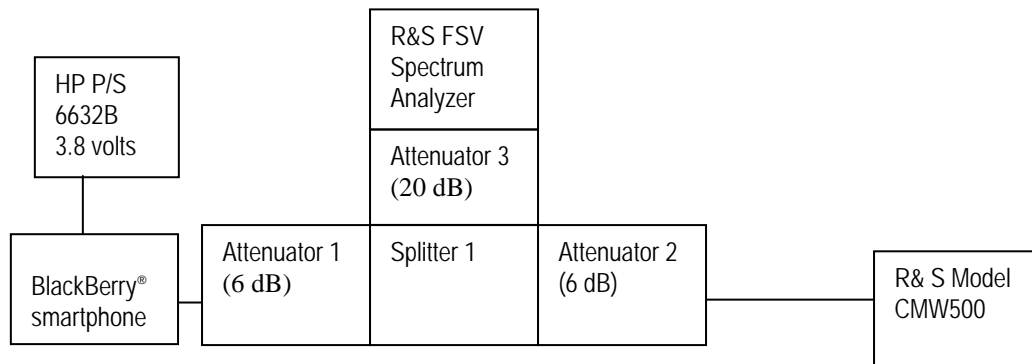 R&S FSV
Spectrum
Analyzer
HP P/S
6632B
3.8 volts
Attenuator 3
(20 dB)
Attenuator 1
(6 dB)
Splitter 1
Attenuator 2
(6 dB)
BlackBerry®
smartphone
R& S Model
CMW500